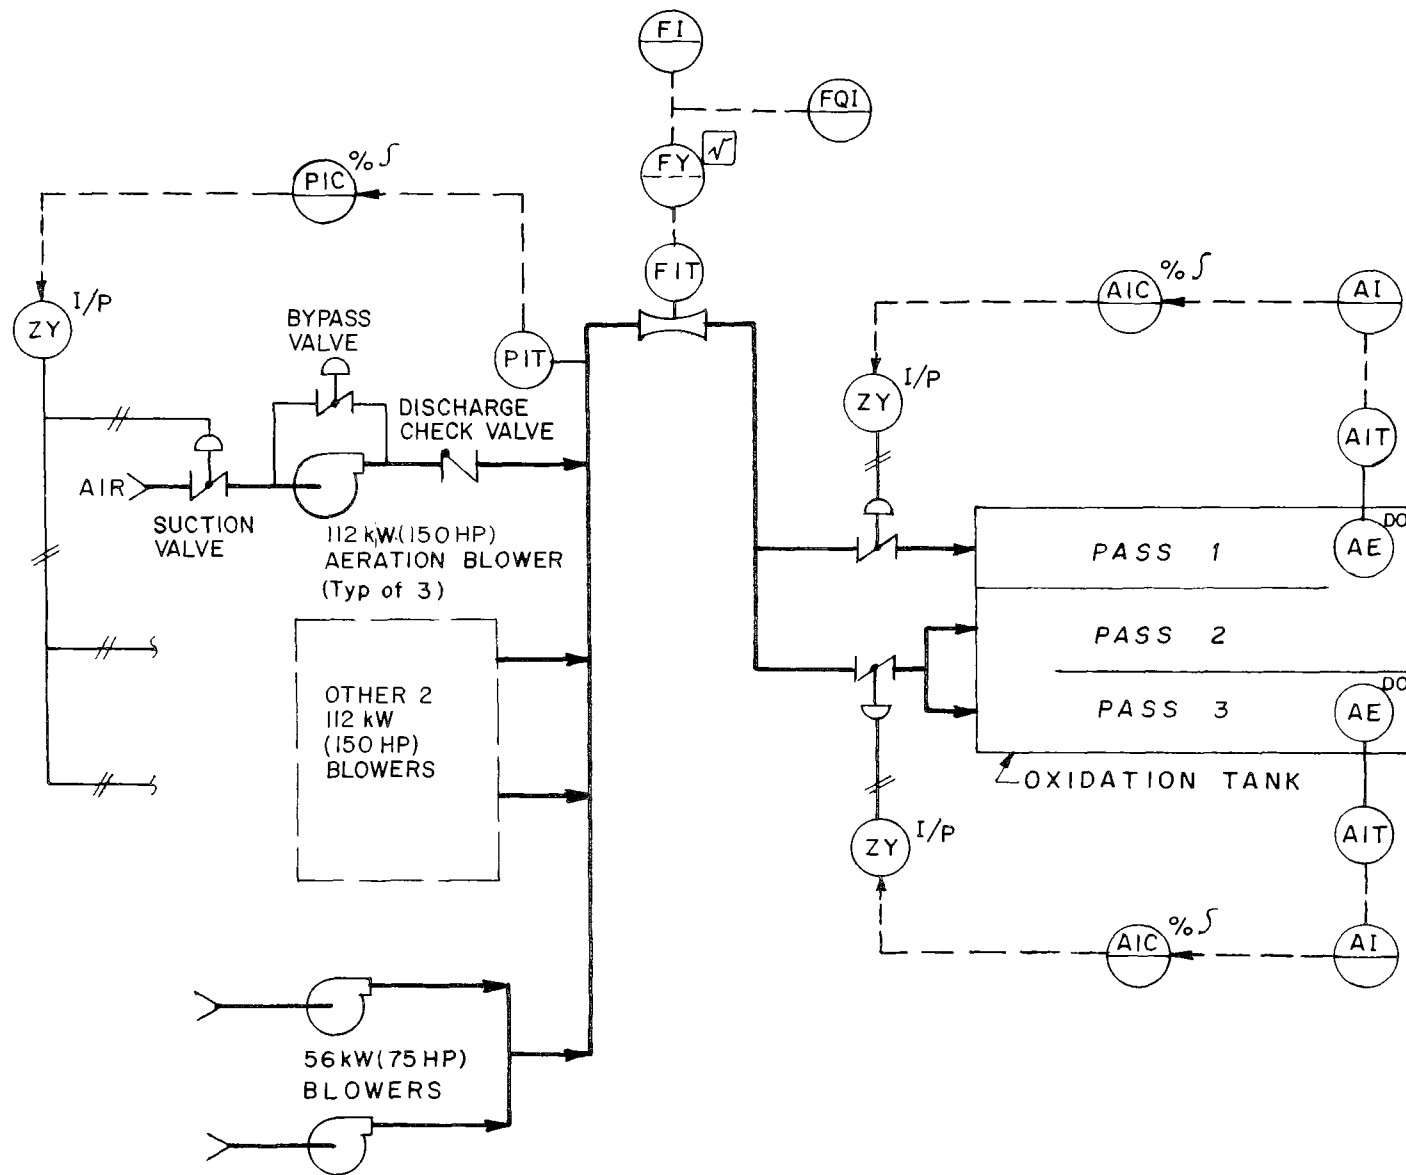 FI
FQI
FY
√
% ∫
PIC
FIT
I/P
ZY
BYPASS
VALVE
PIT
DISCHARGE
CHECK VALVE
AIR
SUCTION
VALVE
112 kW (150 HP)
AERATION BLOWER
(Typ of 3)
OTHER 2
112 kW
(150 HP)
BLOWERS
56 kW (75 HP)
BLOWERS
% ∫
AIC
AI
I/P
ZY
AIT
DO
AE
PASS 1
PASS 2
PASS 3
DO
AE
OXIDATION TANK
ZY
I/P
AIT
% ∫
AIC
AI